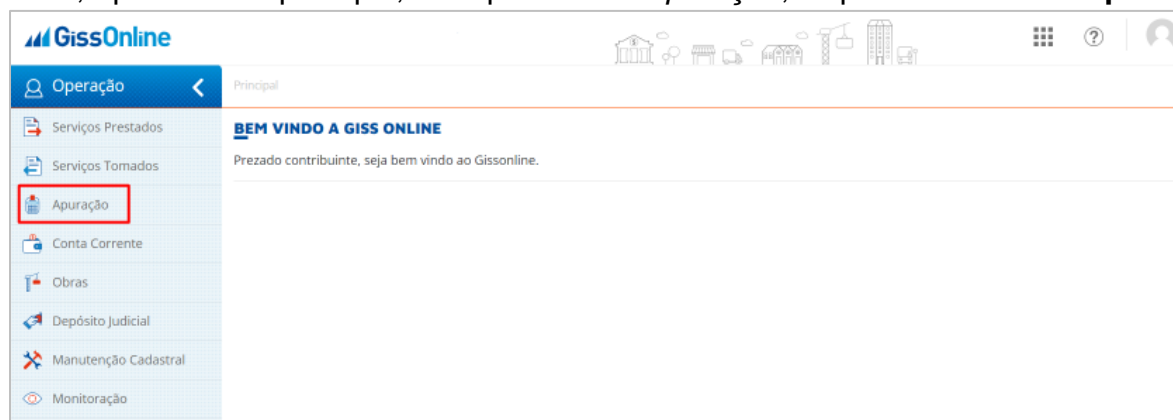 GissOnline
Operação
Principal
Serviços Prestados
BEM VINDO A GISS ONLINE
Serviços Tomados
Prezado contribuinte, seja bem vindo ao Gissonline.
Apuração
Conta Corrente
Obras
Depósito Judicial
Manutenção Cadastral
Monitoração